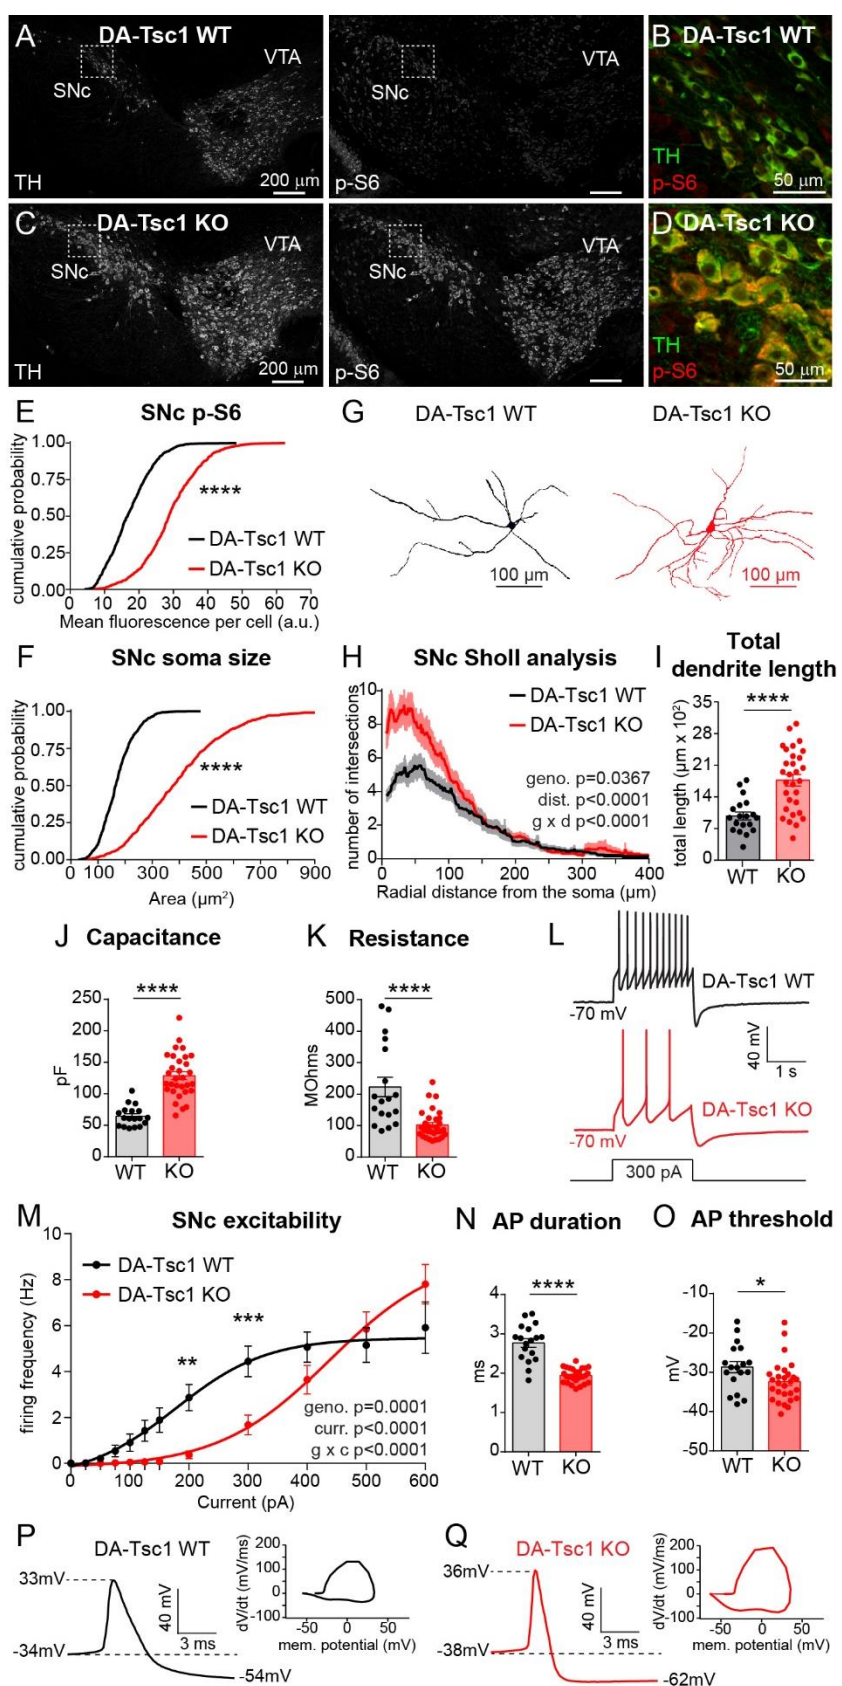 A DA-Tsc1 WT
VTA
SNc
TH
200 μm
VTA
SNc
p-S6
B DA-Tsc1 WT
TH
p-S6
50 μm
C DA-Tsc1 KO
VTA
SNc
TH
200 μm
VTA
SNc
p-S6
D DA-Tsc1 KO
TH
p-S6
50 μm
E SNc p-S6
cumulative probability
1.00
0.75
0.50
0.25
0.00
****
DA-Tsc1 WT
DA-Tsc1 KO
0 10 20 30 40 50 60 70
Mean fluorescence per cell (a.u.)
G DA-Tsc1 WT
DA-Tsc1 KO
100 μm
100 μm
F SNc soma size
cumulative probability
1.00
0.75
0.50
0.25
0.00
****
DA-Tsc1 WT
DA-Tsc1 KO
0 300 600 900
Area (μm²)
H SNc Sholl analysis
number of intersections
10
8
6
4
2
0
DA-Tsc1 WT
DA-Tsc1 KO
geno. p=0.0367
dist. p<0.0001
g x d p<0.0001
0 100 200 300 400
Radial distance from the soma (μm)
I Total
dendrite length
total length (μm x 10²)
35
28
21
14
7
0
****
WT KO
J Capacitance
****
pF
250
200
150
100
50
0
WT KO
K Resistance
****
MOhms
500
400
300
200
100
0
WT KO
L
DA-Tsc1 WT
-70 mV
40 mV
1 s
DA-Tsc1 KO
-70 mV
300 pA
M SNc excitability
firing frequency (Hz)
10
8
6
4
2
0
DA-Tsc1 WT
DA-Tsc1 KO
***
**
geno. p=0.0001
curr. p<0.0001
g x c p<0.0001
0 100 200 300 400 500 600
Current (pA)
N AP duration
****
ms
4
3
2
1
0
WT KO
O AP threshold
*
mV
-10
-20
-30
-40
-50
WT KO
P DA-Tsc1 WT
33mV
-34mV
-54mV
40 mV
3 ms
dV/dt (mV/ms)
200
100
0
-100
-50 0 50
mem. potential (mV)
Q DA-Tsc1 KO
36mV
-38mV
-62mV
40 mV
3 ms
dV/dt (mV/ms)
200
100
0
-100
-50 0 50
mem. potential (mV)